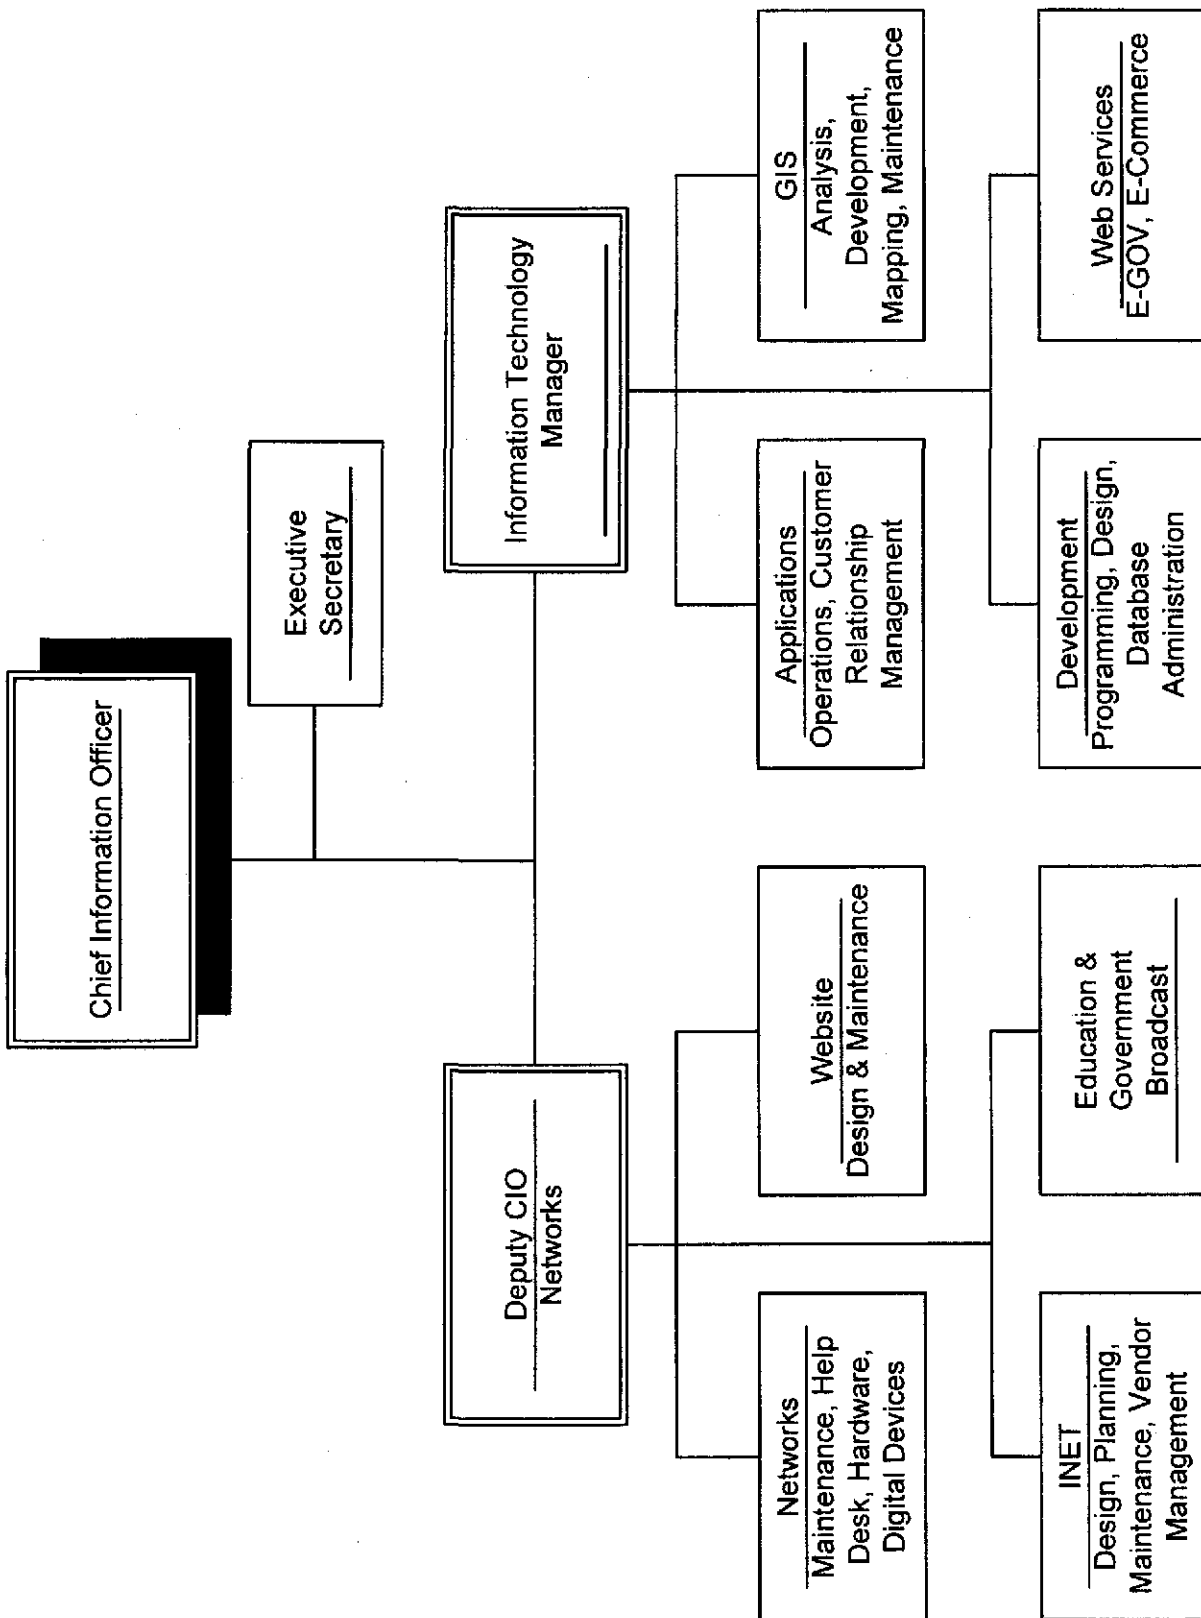 Chief Information Officer
Executive
Secretary
Deputy CIO
Networks
Information Technology
Manager
Networks
Maintenance, Help
Desk, Hardware,
Digital Devices
Website
Design & Maintenance
Applications
Operations, Customer
Relationship
Management
GIS
Analysis,
Development,
Mapping, Maintenance
INET
Design, Planning,
Maintenance, Vendor
Management
Education &
Government
Broadcast
Development
Programming, Design,
Database
Administration
Web Services
E-GOV, E-Commerce